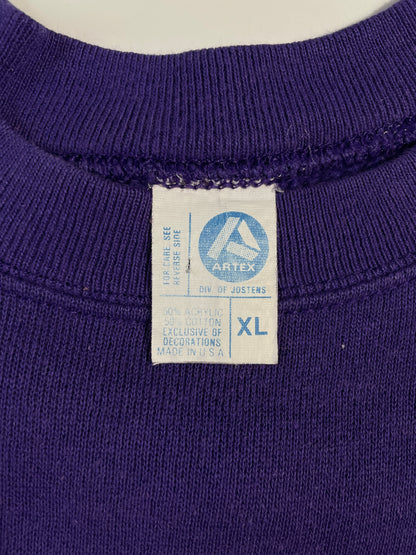 FOR CARE, SEE
REVERSE SIDE
ARTEX
DIV. OF JOSTENS
50% ACRYLIC
50% COTTON
EXCLUSIVE OF
DECORATIONS
MADE IN U S A
XL